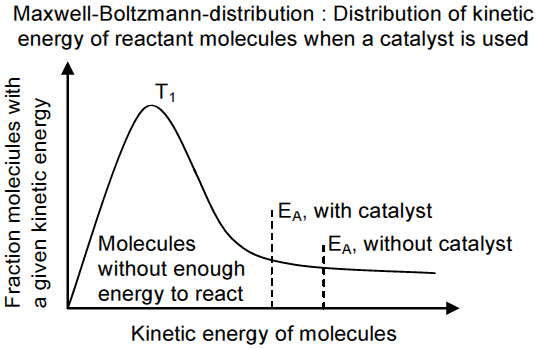 Maxwell-Boltzmann-distribution : Distribution of kinetic
energy of reactant molecules when a catalyst is used
Fraction moleciules with
a given kinetic energy
T1
EA, with catalyst
EA, without catalyst
Molecules
without enough
energy to react
Kinetic energy of molecules